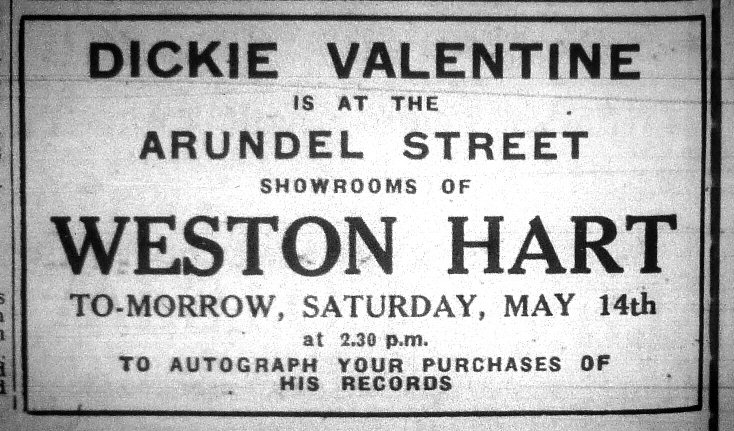 DICKIE VALENTINE
IS AT THE
ARUNDEL STREET
SHOWROOMS OF
WESTON HART
TO-MORROW, SATURDAY, MAY 14th
at 2.30 p.m.
TO AUTOGRAPH YOUR PURCHASES OF
HIS RECORDS